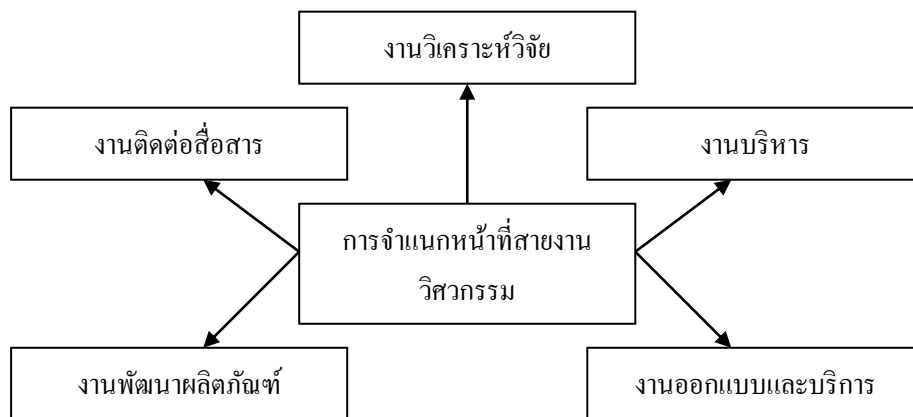 งานวิเคราะห์วิจัย
งานติดต่อสื่อสาร
งานบริหาร
การจำแนกหน้าที่สายงาน
วิศวกรรม
งานพัฒนาผลิตภัณฑ์
งานออกแบบและบริการ